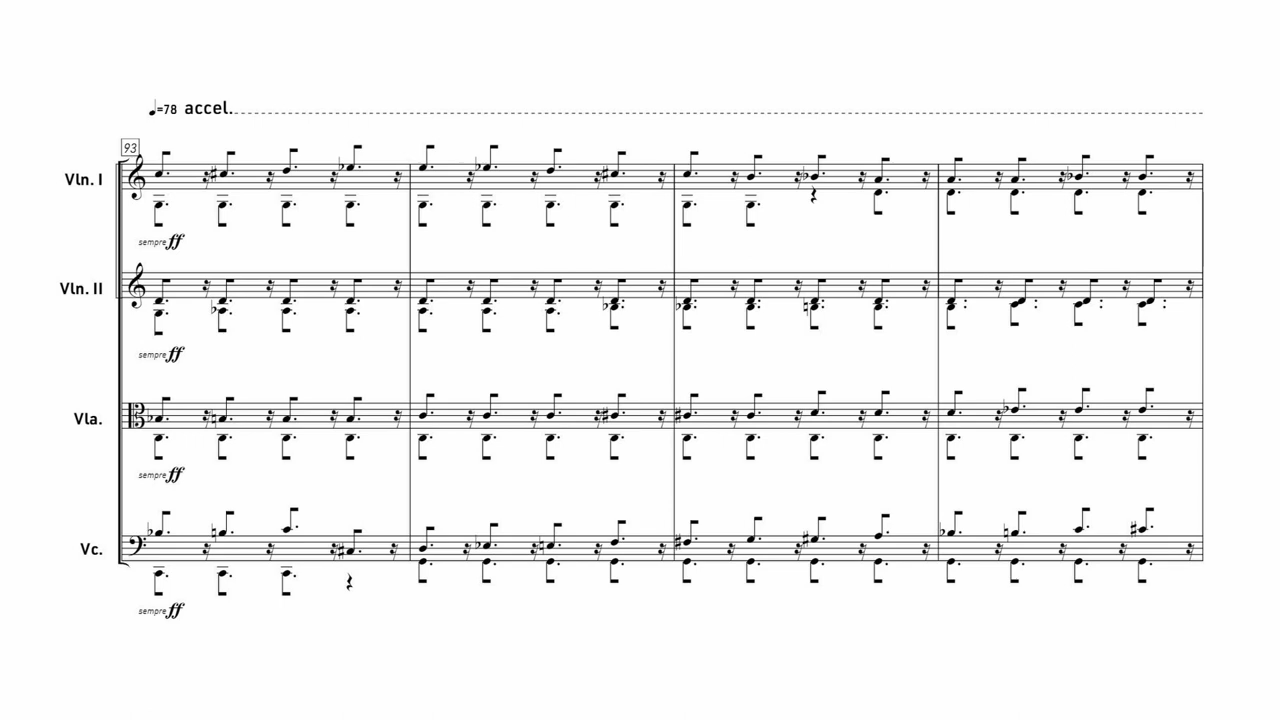 ♩=78 accel.
93
Vln. I
sempre ff
Vln. II
sempre ff
Vla.
sempre ff
Vc.
sempre ff